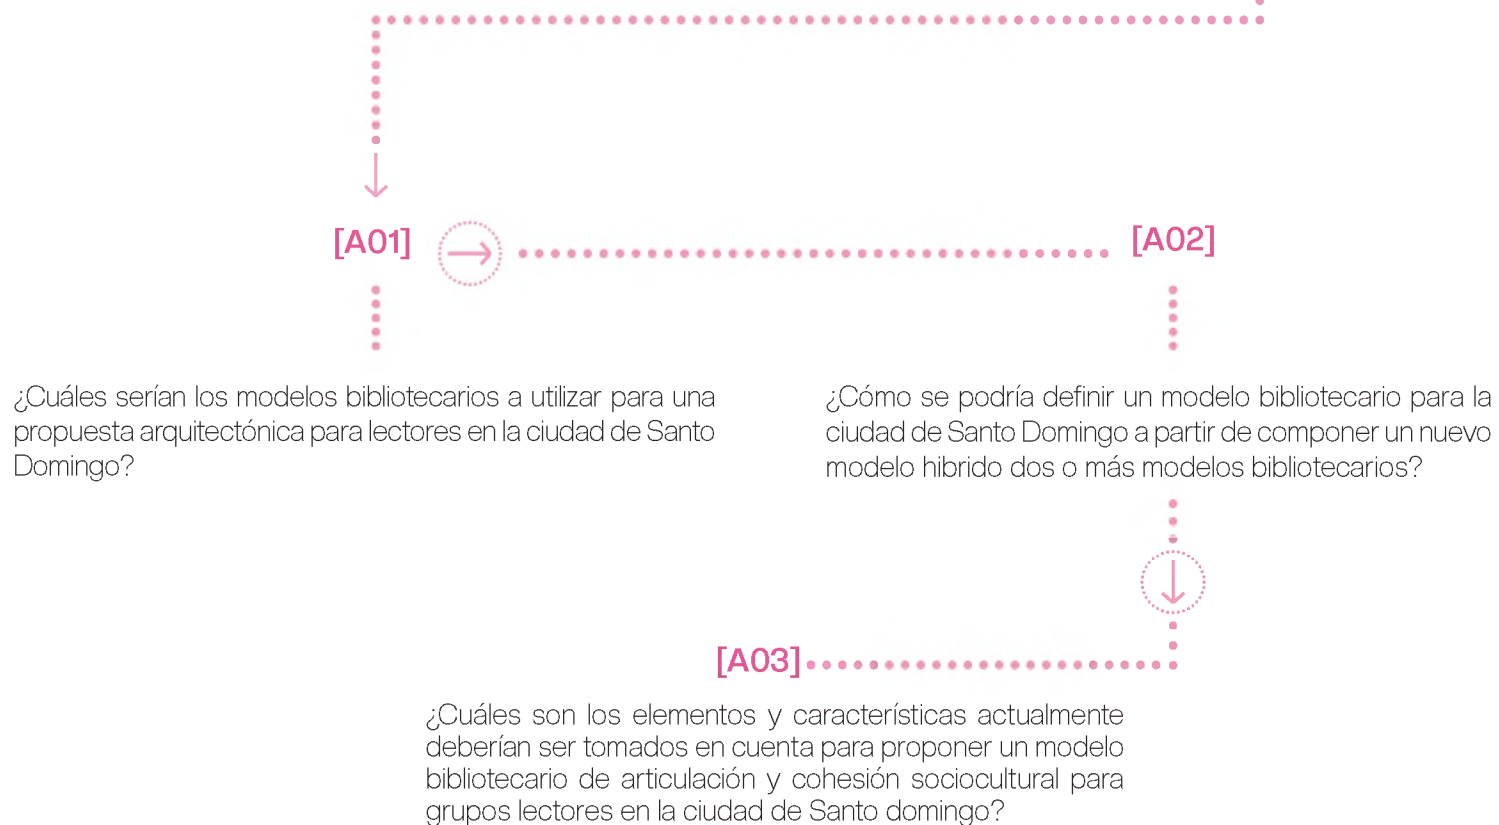 [A01]
[A02]
¿Cuáles serían los modelos bibliotecarios a utilizar para una
propuesta arquitectónica para lectores en la ciudad de Santo
Domingo?
¿Cómo se podría definir un modelo bibliotecario para la
ciudad de Santo Domingo a partir de componer un nuevo
modelo hibrido dos o más modelos bibliotecarios?
[A03]
¿Cuáles son los elementos y características actualmente
deberían ser tomados en cuenta para proponer un modelo
bibliotecario de articulación y cohesión sociocultural para
grupos lectores en la ciudad de Santo domingo?